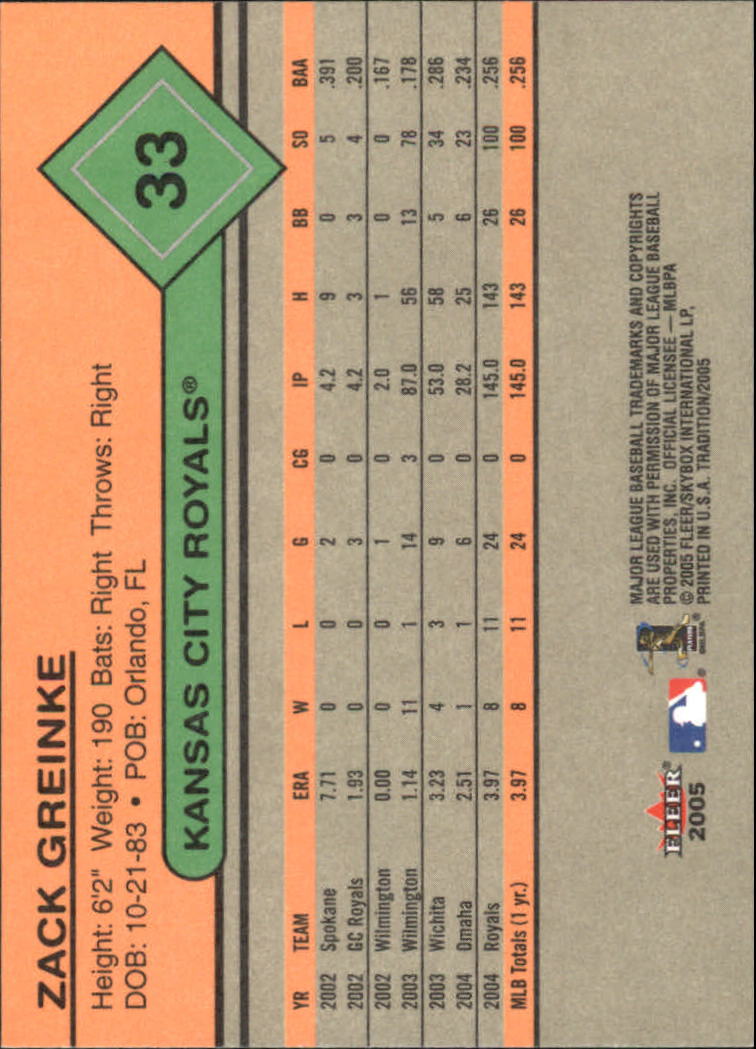 ZACK GREINKE
Height: 6'2" Weight: 190 Bats: Right Throws: Right
DOB: 10-21-83 • POB: Orlando, FL
33
KANSAS CITY ROYALS®
YR TEAM ERA W L G CG IP H BB SO BAA
2002 Spokane 7.71 0 0 2 0 4.2 9 0 5 .391
2002 GC Royals 1.93 0 0 3 0 4.2 3 3 4 .200
2002 Wilmington 0.00 0 0 1 0 2.0 1 0 0 .167
2003 Wilmington 1.14 11 1 14 3 87.0 56 13 78 .178
2003 Wichita 3.23 4 3 9 0 53.0 58 5 34 .286
2004 Omaha 2.51 1 1 6 0 28.2 25 6 23 .234
2004 Royals 3.97 8 11 24 0 145.0 143 26 100 .256
MLB Totals (1 yr.) 3.97 8 11 24 0 145.0 143 26 100 .256
FLEER®
2005
MAJOR LEAGUE BASEBALL TRADEMARKS AND COPYRIGHTS
ARE USED WITH PERMISSION OF MAJOR LEAGUE BASEBALL
PROPERTIES, INC. OFFICIAL LICENSEE — MLBPA
© 2005 FLEER/SKYBOX INTERNATIONAL LP,
PRINTED IN U.S.A. TRADITION/2005